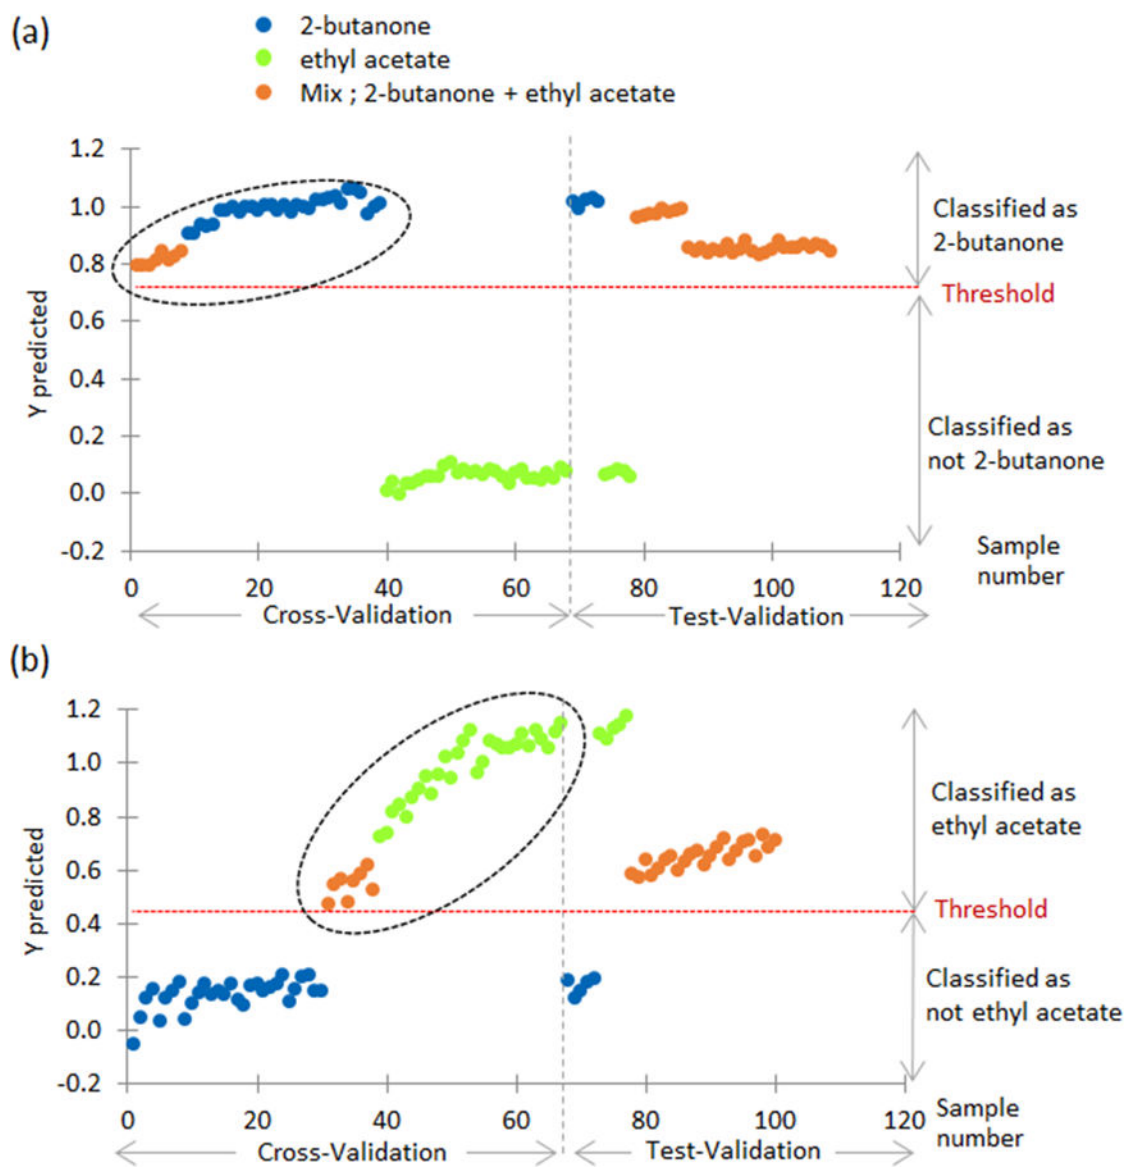 (a)
2-butanone
ethyl acetate
Mix ; 2-butanone + ethyl acetate
Y predicted
1.2
1.0
0.8
0.6
0.4
0.2
0.0
-0.2
0 20 40 60 80 100 120
Classified as
2-butanone
Threshold
Classified as
not 2-butanone
Sample
number
Cross-Validation
Test-Validation
(b)
Y predicted
1.2
1.0
0.8
0.6
0.4
0.2
0.0
-0.2
0 20 40 60 80 100 120
Classified as
ethyl acetate
Threshold
Classified as
not ethyl acetate
Sample
number
Cross-Validation
Test-Validation